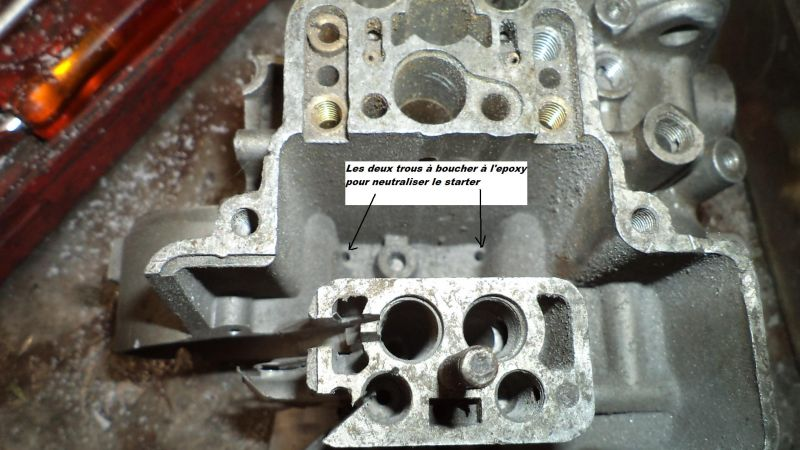 Les deux trous à boucher à l'epoxy
pour neutraliser le starter